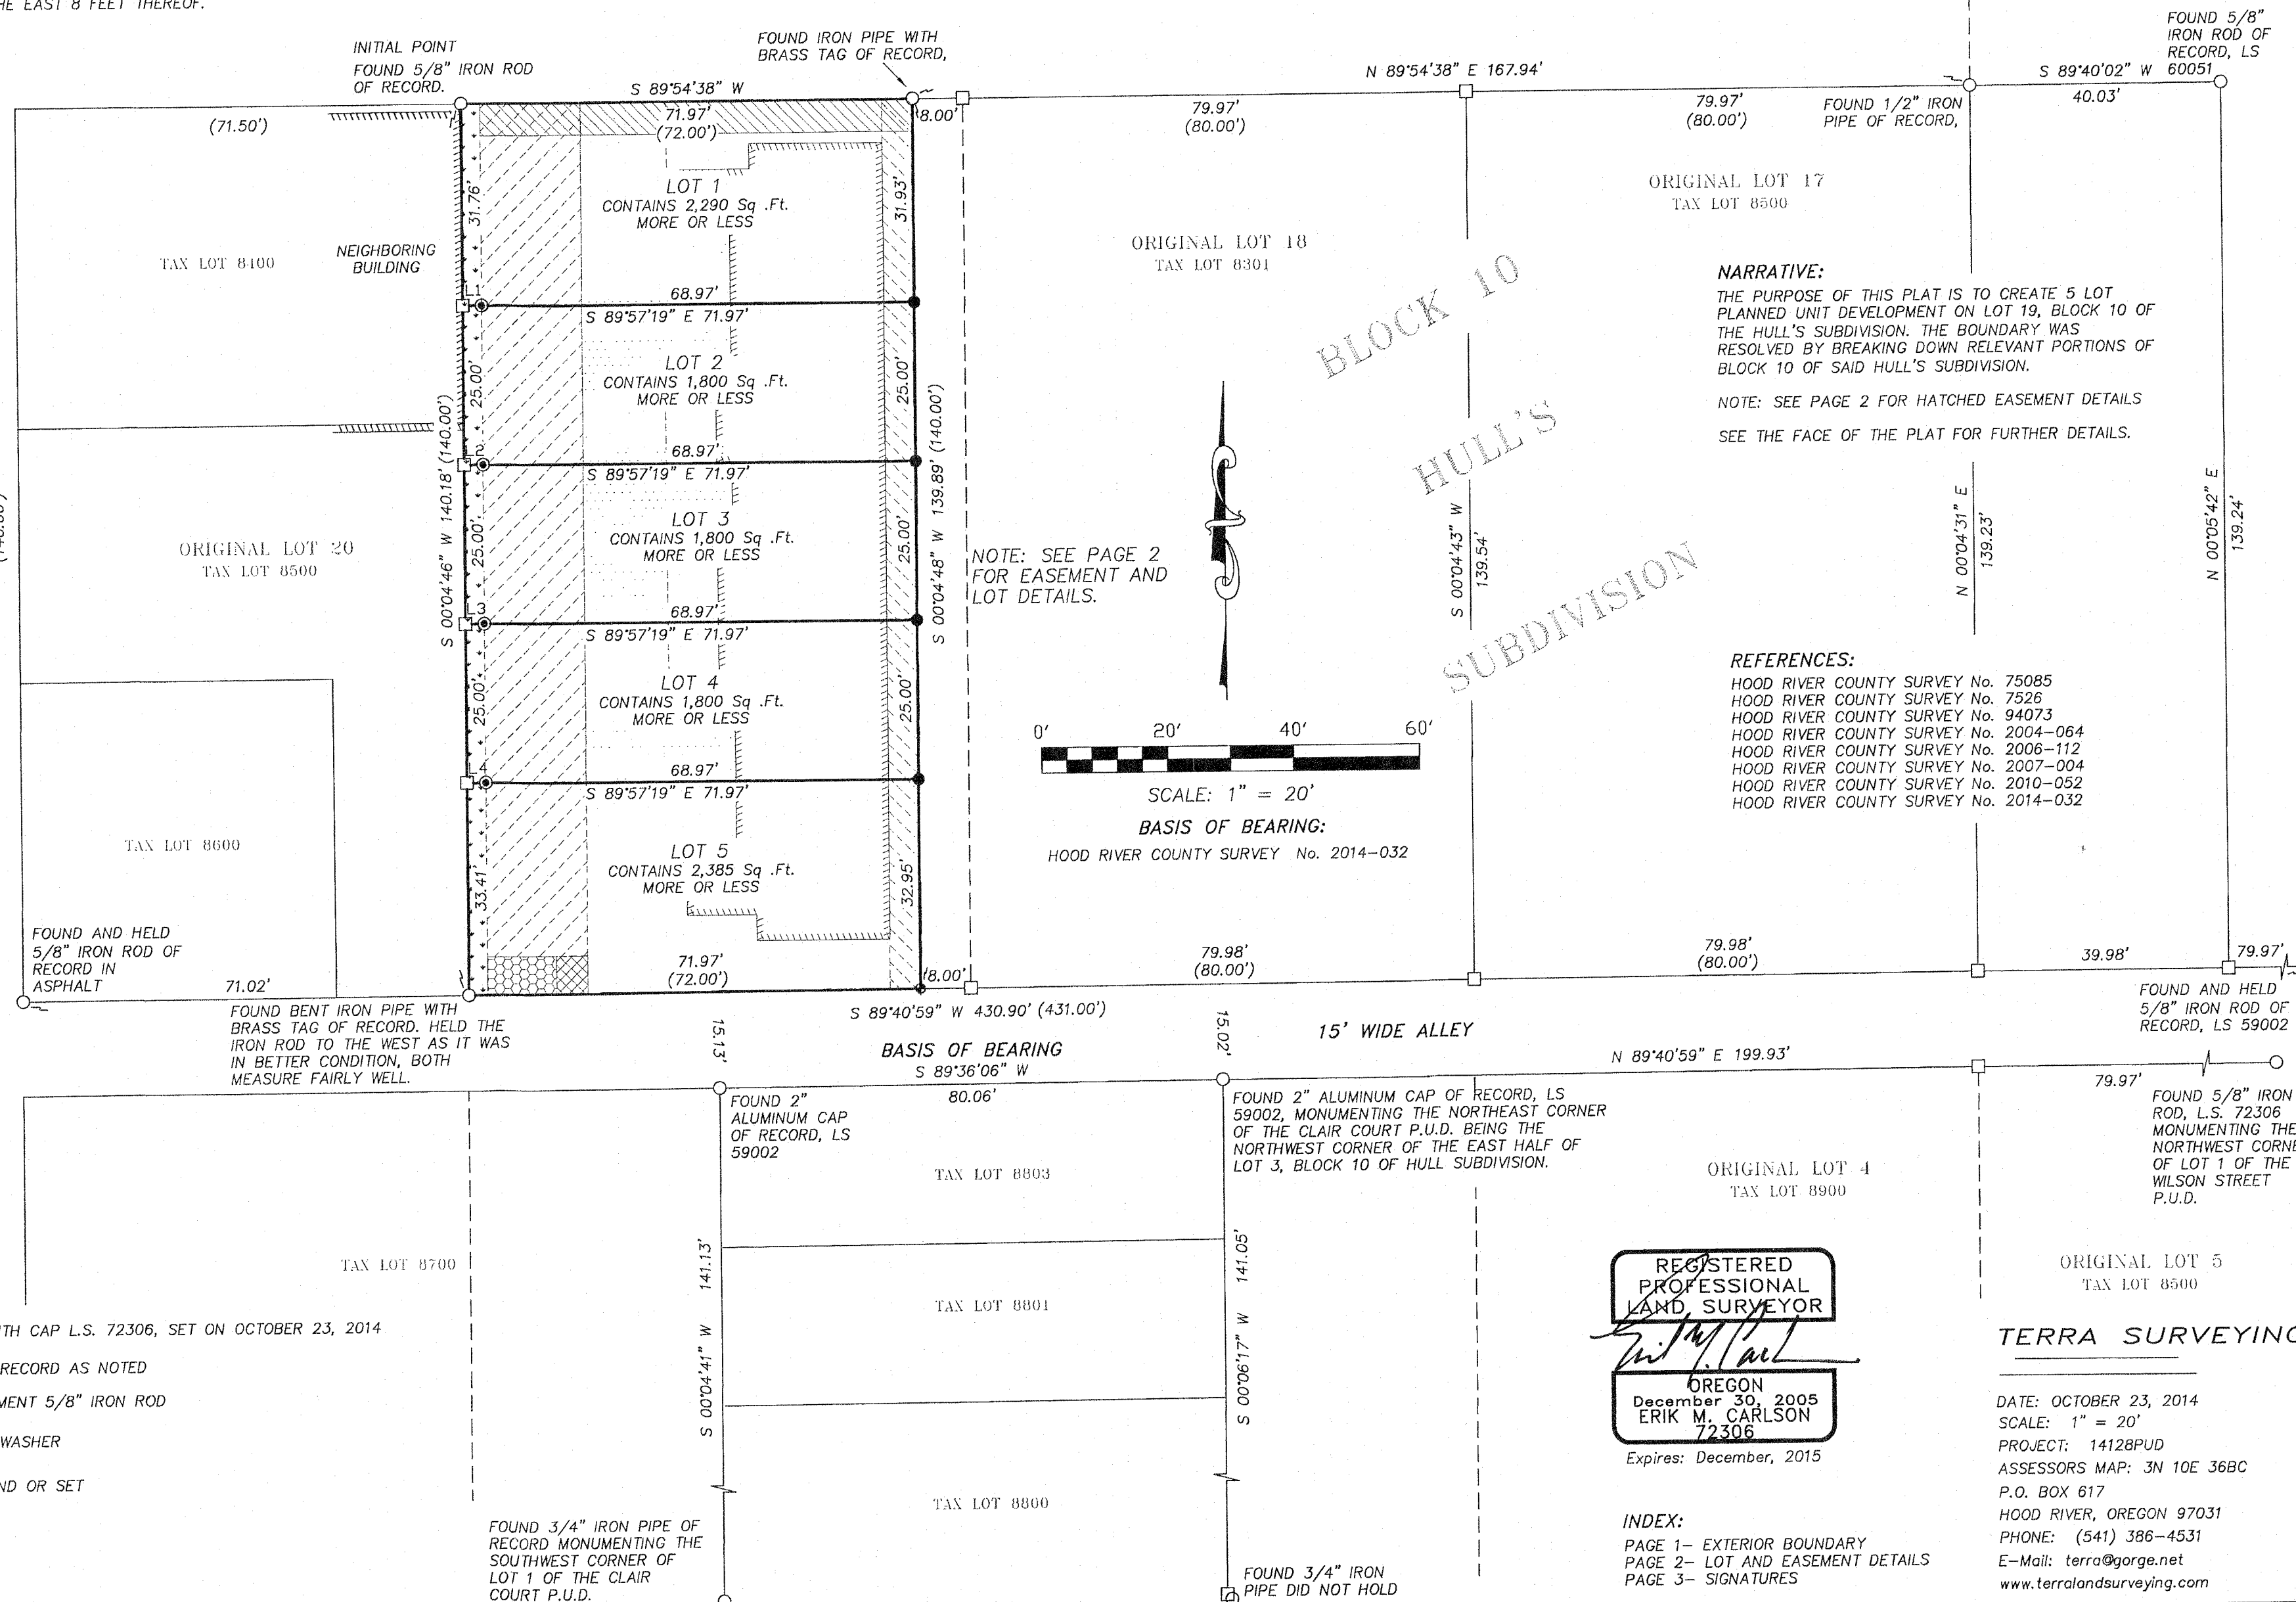 HE EAST 8 FEET THEREOF.
INITIAL POINT
FOUND 5/8" IRON ROD
OF RECORD.
FOUND IRON PIPE WITH
BRASS TAG OF RECORD,
S 89°54'38" W
71.97'
(72.00')
8.00'
N 89°54'38" E 167.94'
79.97'
(80.00')
79.97'
(80.00')
FOUND 1/2" IRON
PIPE OF RECORD,
S 89°40'02" W
40.03'
FOUND 5/8"
IRON ROD OF
RECORD, LS
60051
(71.50')
TAX LOT 8400
NEIGHBORING
BUILDING
31.76'
LOT 1
CONTAINS 2,290 Sq .Ft.
MORE OR LESS
31.93'
L1
68.97'
S 89°57'19" E 71.97'
25.00'
LOT 2
CONTAINS 1,800 Sq .Ft.
MORE OR LESS
25.00'
L2
68.97'
S 89°57'19" E 71.97'
25.00'
LOT 3
CONTAINS 1,800 Sq .Ft.
MORE OR LESS
25.00'
L3
68.97'
S 89°57'19" E 71.97'
25.00'
LOT 4
CONTAINS 1,800 Sq .Ft.
MORE OR LESS
25.00'
L4
68.97'
S 89°57'19" E 71.97'
33.41'
LOT 5
CONTAINS 2,385 Sq .Ft.
MORE OR LESS
32.95'
71.97'
(72.00')
8.00'
S 00°04'46" W 140.18' (140.00')
S 00°04'48" W 139.89' (140.00')
ORIGINAL LOT 20
TAX LOT 8500
TAX LOT 8600
FOUND AND HELD
5/8" IRON ROD OF
RECORD IN
ASPHALT
71.02'
FOUND BENT IRON PIPE WITH
BRASS TAG OF RECORD. HELD THE
IRON ROD TO THE WEST AS IT WAS
IN BETTER CONDITION, BOTH
MEASURE FAIRLY WELL.
ORIGINAL LOT 18
TAX LOT 8301
ORIGINAL LOT 17
TAX LOT 8500
BLOCK 10
HULL'S
SUBDIVISION
NOTE: SEE PAGE 2
FOR EASEMENT AND
LOT DETAILS.
0' 20' 40' 60'
SCALE: 1" = 20'
BASIS OF BEARING:
HOOD RIVER COUNTY SURVEY No. 2014-032
S 00°04'43" W
139.54'
NARRATIVE:
THE PURPOSE OF THIS PLAT IS TO CREATE 5 LOT
PLANNED UNIT DEVELOPMENT ON LOT 19, BLOCK 10 OF
THE HULL'S SUBDIVISION. THE BOUNDARY WAS
RESOLVED BY BREAKING DOWN RELEVANT PORTIONS OF
BLOCK 10 OF SAID HULL'S SUBDIVISION.
NOTE: SEE PAGE 2 FOR HATCHED EASEMENT DETAILS
SEE THE FACE OF THE PLAT FOR FURTHER DETAILS.
N 00°04'31" E
139.23'
N 00°05'42" E
139.24'
REFERENCES:
HOOD RIVER COUNTY SURVEY No. 75085
HOOD RIVER COUNTY SURVEY No. 7526
HOOD RIVER COUNTY SURVEY No. 94073
HOOD RIVER COUNTY SURVEY No. 2004-064
HOOD RIVER COUNTY SURVEY No. 2006-112
HOOD RIVER COUNTY SURVEY No. 2007-004
HOOD RIVER COUNTY SURVEY No. 2010-052
HOOD RIVER COUNTY SURVEY No. 2014-032
79.98'
(80.00')
79.98'
(80.00')
39.98'
79.97'
FOUND AND HELD
5/8" IRON ROD OF
RECORD, LS 59002
S 89°40'59" W 430.90' (431.00')
15.13'
BASIS OF BEARING
S 89°36'06" W
80.06'
15.02'
15' WIDE ALLEY
N 89°40'59" E 199.93'
79.97'
FOUND 2"
ALUMINUM CAP
OF RECORD, LS
59002
FOUND 2" ALUMINUM CAP OF RECORD, LS
59002, MONUMENTING THE NORTHEAST CORNER
OF THE CLAIR COURT P.U.D. BEING THE
NORTHWEST CORNER OF THE EAST HALF OF
LOT 3, BLOCK 10 OF HULL SUBDIVISION.
FOUND 5/8" IRON
ROD, L.S. 72306
MONUMENTING THE
NORTHWEST CORNE
OF LOT 1 OF THE
WILSON STREET
P.U.D.
TAX LOT 8700
TAX LOT 8803
TAX LOT 8801
TAX LOT 8800
S 00°04'41" W 141.13'
S 00°06'17" W 141.05'
ORIGINAL LOT 4
TAX LOT 8900
ORIGINAL LOT 5
TAX LOT 8500
TH CAP L.S. 72306, SET ON OCTOBER 23, 2014
RECORD AS NOTED
MENT 5/8" IRON ROD
WASHER
ND OR SET
FOUND 3/4" IRON PIPE OF
RECORD MONUMENTING THE
SOUTHWEST CORNER OF
LOT 1 OF THE CLAIR
COURT P.U.D.
FOUND 3/4" IRON
PIPE DID NOT HOLD
REGISTERED
PROFESSIONAL
LAND SURVEYOR
OREGON
December 30, 2005
ERIK M. CARLSON
72306
Expires: December, 2015
INDEX:
PAGE 1- EXTERIOR BOUNDARY
PAGE 2- LOT AND EASEMENT DETAILS
PAGE 3- SIGNATURES
TERRA SURVEYING
DATE: OCTOBER 23, 2014
SCALE: 1" = 20'
PROJECT: 14128PUD
ASSESSORS MAP: 3N 10E 36BC
P.O. BOX 617
HOOD RIVER, OREGON 97031
PHONE: (541) 386-4531
E-Mail: terra@gorge.net
www.terralandsurveying.com